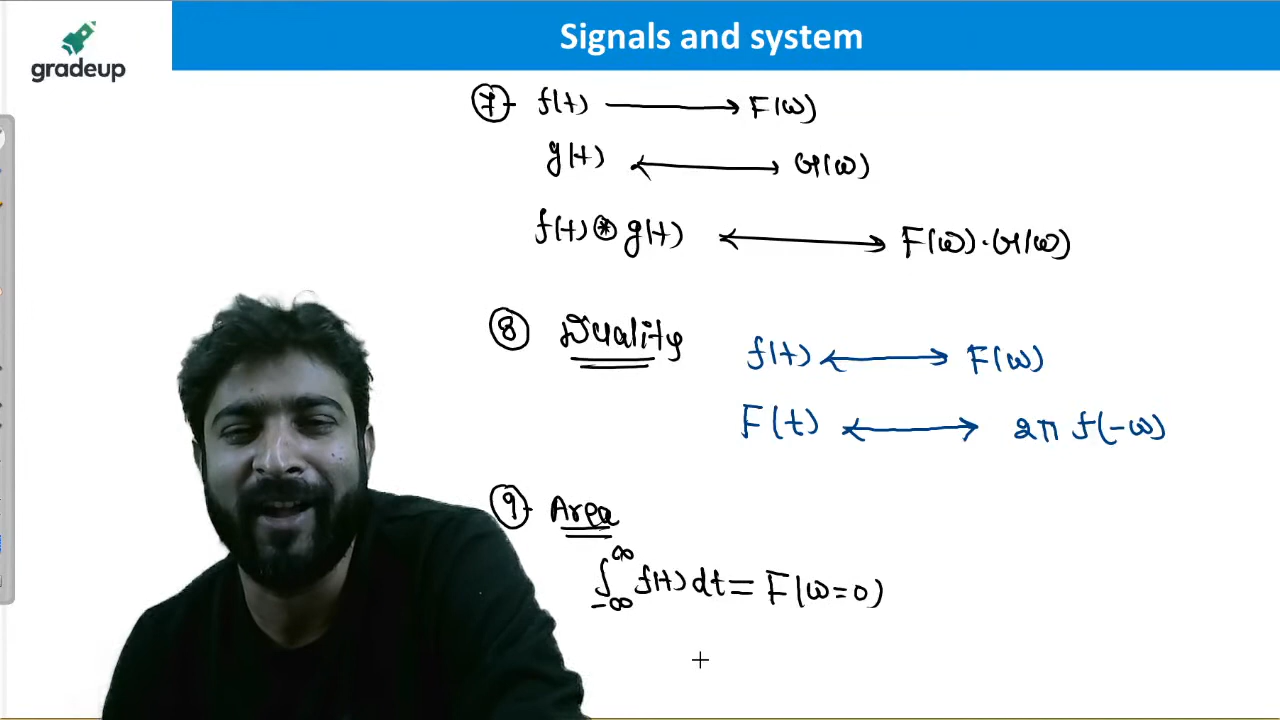 gradeup
Signals and system
⑦- f(t) ⟶ F(ω)
g(t) ⟷ G(ω)
f(t) ⊛ g(t) ⟷ F(ω)·G(ω)
⑧ Duality
f(t) ⟷ F(ω)
F(t) ⟷ 2π f(-ω)
⑨- Area
∫_{-∞}^{∞} f(t) dt = F(ω=0)